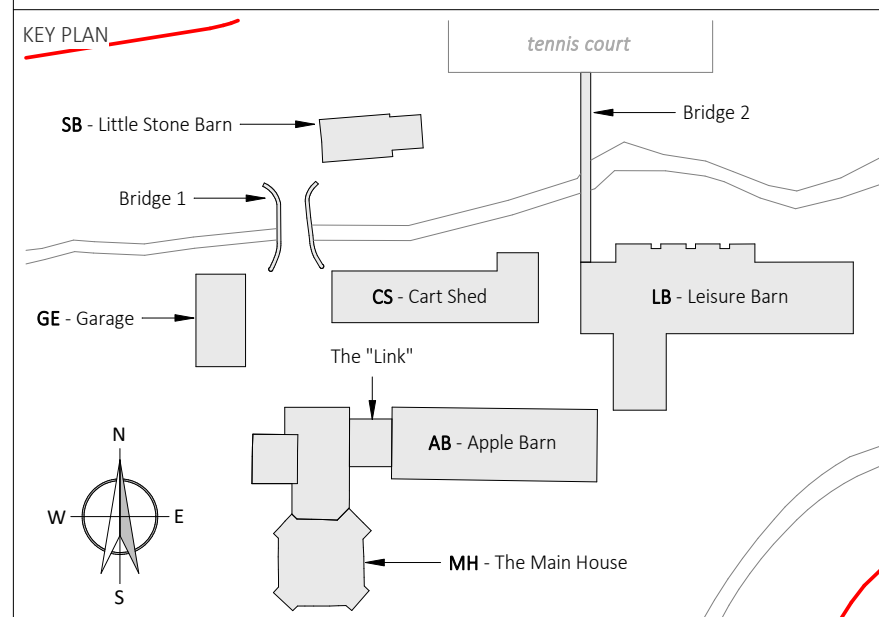 KEY PLAN
tennis court
SB - Little Stone Barn
Bridge 2
Bridge 1
CS - Cart Shed
LB - Leisure Barn
GE - Garage
The "Link"
AB - Apple Barn
N
W
E
S
MH - The Main House